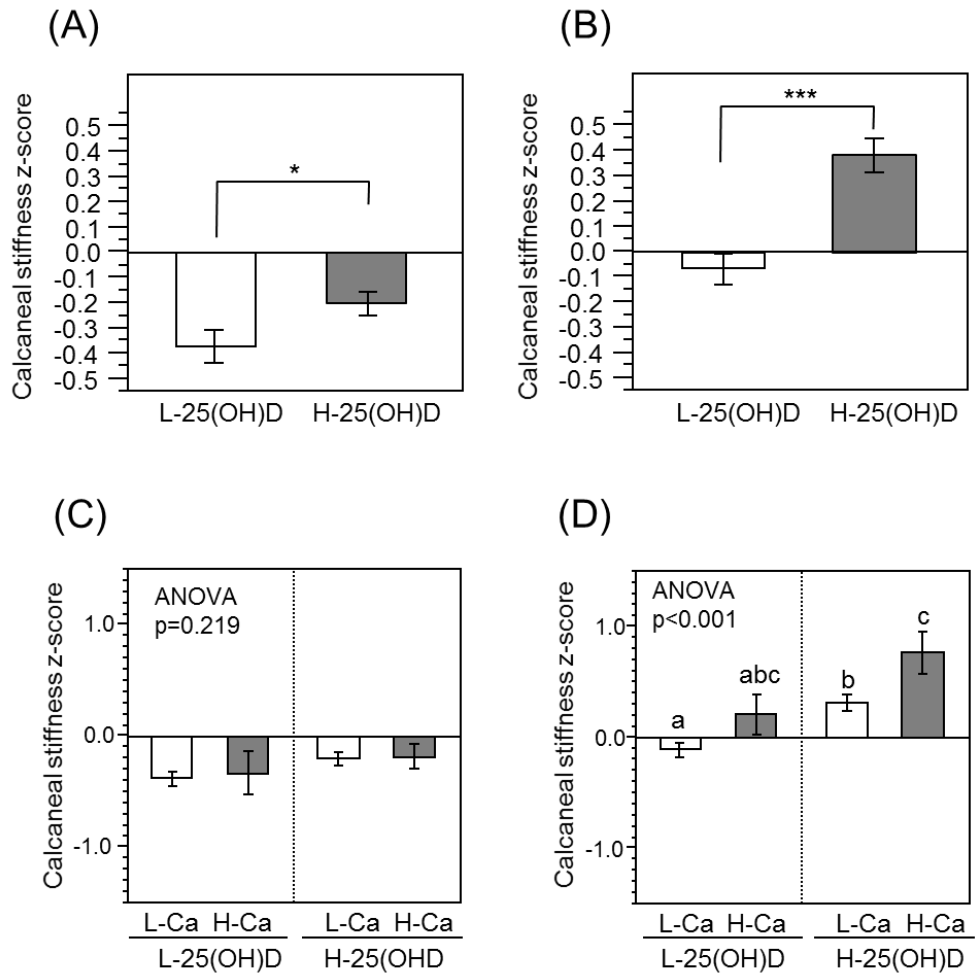 (A)
Calcaneal stiffness z-score
0.5
0.4
0.3
0.2
0.1
0.0
-0.1
-0.2
-0.3
-0.4
-0.5
*
L-25(OH)D H-25(OH)D
(B)
Calcaneal stiffness z-score
0.5
0.4
0.3
0.2
0.1
0.0
-0.1
-0.2
-0.3
-0.4
-0.5
***
L-25(OH)D H-25(OH)D
(C)
Calcaneal stiffness z-score
1.0
0.0
-1.0
ANOVA
p=0.219
L-Ca H-Ca L-Ca H-Ca
L-25(OH)D H-25(OHD
(D)
Calcaneal stiffness z-score
1.0
0.0
-1.0
ANOVA
p<0.001
a
abc
b
c
L-Ca H-Ca L-Ca H-Ca
L-25(OH)D H-25(OH)D